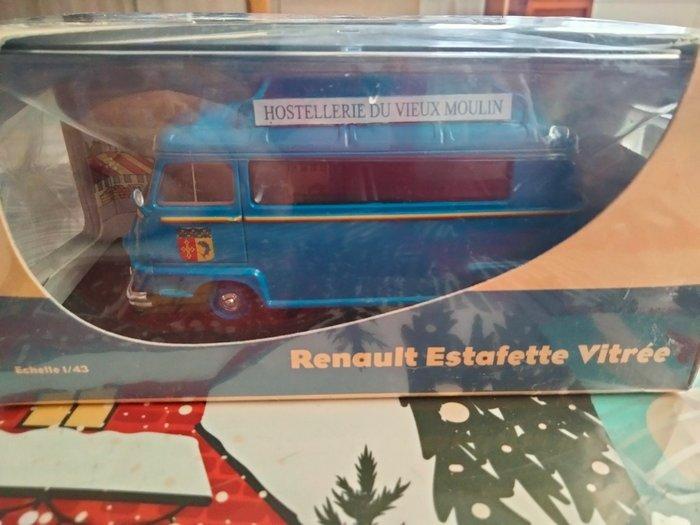 HOSTELLERIE DU VIEUX MOULIN
Echelle 1/43
Renault Estafette Vitrée